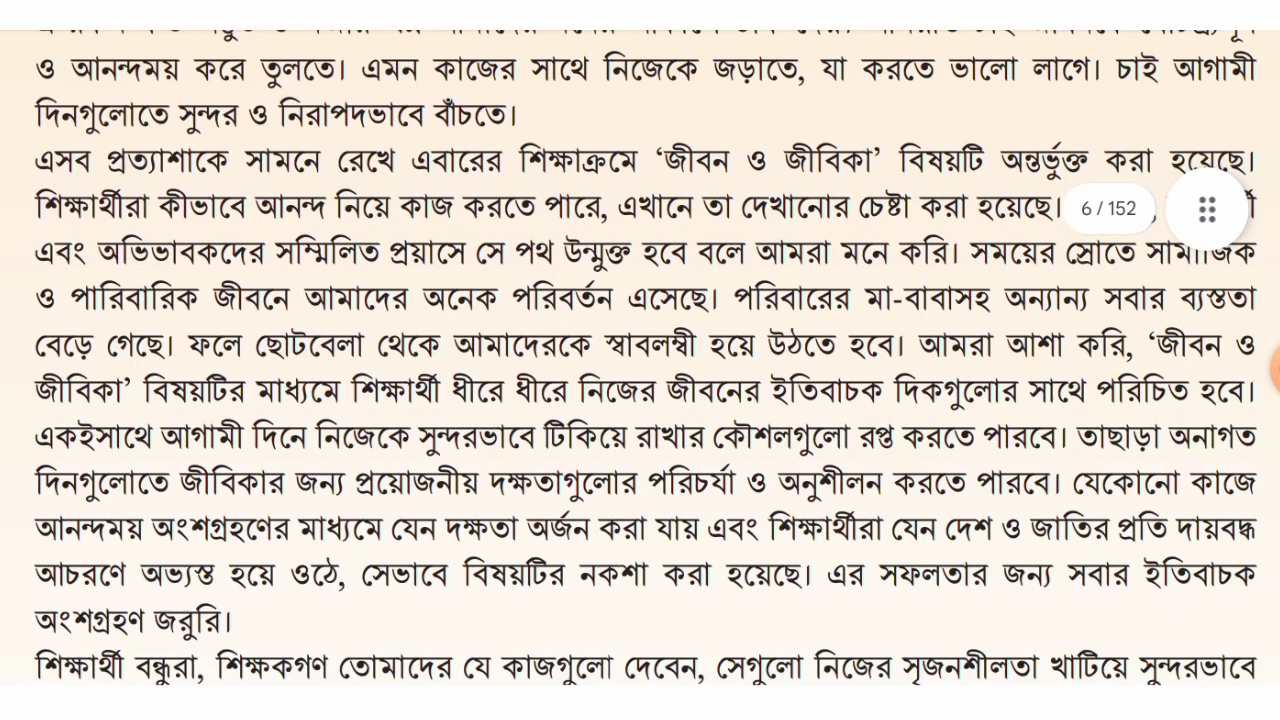 ও আনন্দময় করে তুলতে। এমন কাজের সাথে নিজেকে জড়াতে, যা করতে ভালো লাগে। চাই আগামী
দিনগুলোতে সুন্দর ও নিরাপদভাবে বাঁচতে।
এসব প্রত্যাশাকে সামনে রেখে এবারের শিক্ষাক্রমে ‘জীবন ও জীবিকা’ বিষয়টি অন্তর্ভুক্ত করা হয়েছে।
শিক্ষার্থীরা কীভাবে আনন্দ নিয়ে কাজ করতে পারে, এখানে তা দেখানোর চেষ্টা করা হয়েছে।
6 / 152
এবং অভিভাবকদের সম্মিলিত প্রয়াসে সে পথ উন্মুক্ত হবে বলে আমরা মনে করি। সময়ের স্রোতে সামাজিক
ও পারিবারিক জীবনে আমাদের অনেক পরিবর্তন এসেছে। পরিবারের মা-বাবাসহ অন্যান্য সবার ব্যস্ততা
বেড়ে গেছে। ফলে ছোটবেলা থেকে আমাদেরকে স্বাবলম্বী হয়ে উঠতে হবে। আমরা আশা করি, ‘জীবন ও
জীবিকা’ বিষয়টির মাধ্যমে শিক্ষার্থী ধীরে ধীরে নিজের জীবনের ইতিবাচক দিকগুলোর সাথে পরিচিত হবে।
একইসাথে আগামী দিনে নিজেকে সুন্দরভাবে টিকিয়ে রাখার কৌশলগুলো রপ্ত করতে পারবে। তাছাড়া অনাগত
দিনগুলোতে জীবিকার জন্য প্রয়োজনীয় দক্ষতাগুলোর পরিচর্যা ও অনুশীলন করতে পারবে। যেকোনো কাজে
আনন্দময় অংশগ্রহণের মাধ্যমে যেন দক্ষতা অর্জন করা যায় এবং শিক্ষার্থীরা যেন দেশ ও জাতির প্রতি দায়বদ্ধ
আচরণে অভ্যস্ত হয়ে ওঠে, সেভাবে বিষয়টির নকশা করা হয়েছে। এর সফলতার জন্য সবার ইতিবাচক
অংশগ্রহণ জরুরি।
শিক্ষার্থী বন্ধুরা, শিক্ষকগণ তোমাদের যে কাজগুলো দেবেন, সেগুলো নিজের সৃজনশীলতা খাটিয়ে সুন্দরভাবে